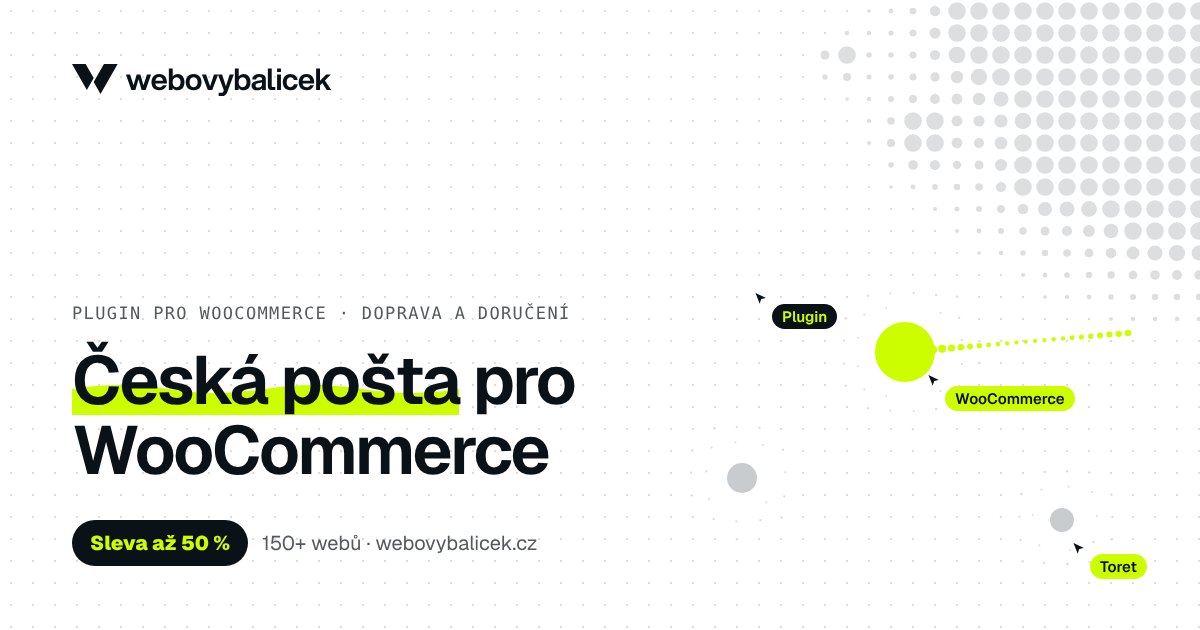 webovybalicek
PLUGIN PRO WOOCOMMERCE · DOPRAVA A DORUČENÍ
Česká pošta pro
WooCommerce
Sleva až 50 %
150+ webů · webovybalicek.cz
Plugin
WooCommerce
Toret